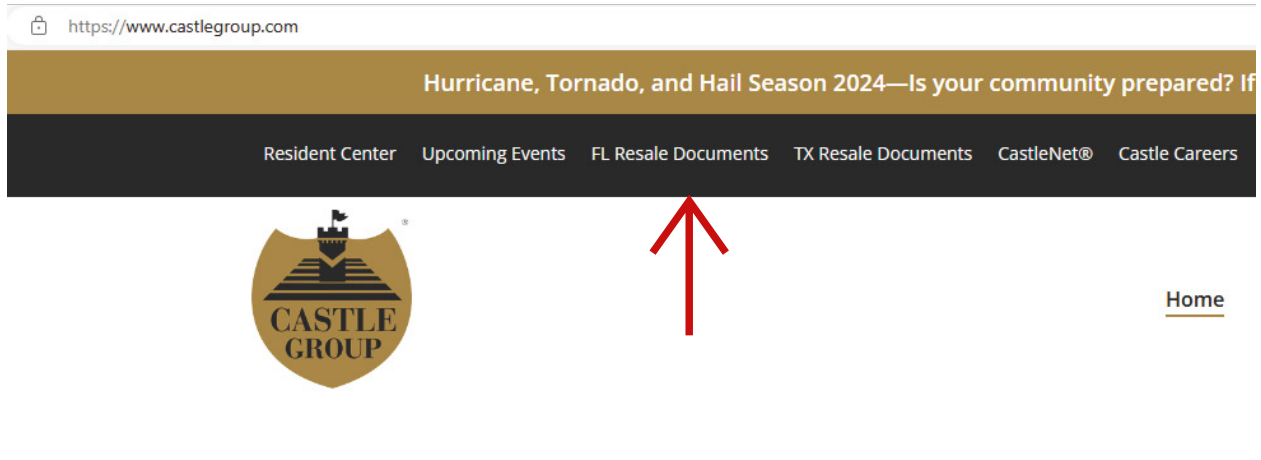 https://www.castlegroup.com
Hurricane, Tornado, and Hail Season 2024—Is your community prepared? If
Resident Center Upcoming Events FL Resale Documents TX Resale Documents CastleNet® Castle Careers
®
CASTLE
GROUP
Home